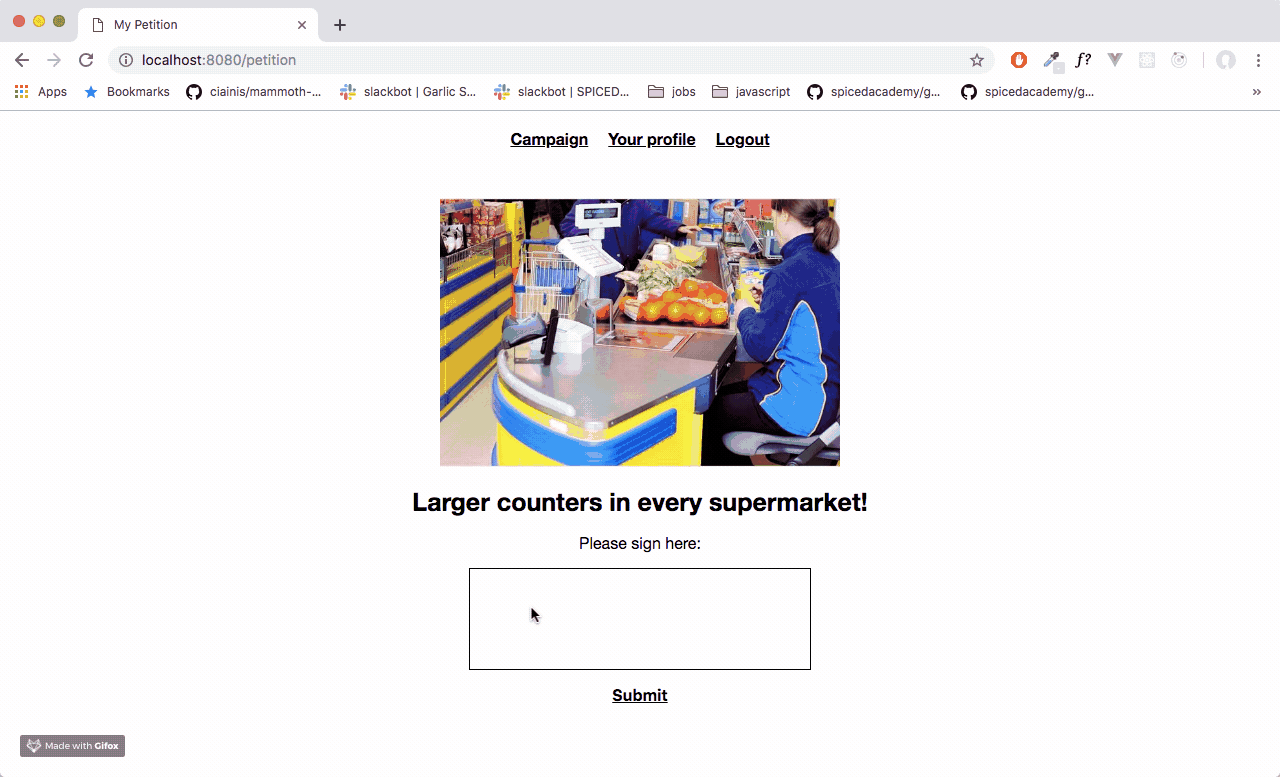 My Petition
localhost:8080/petition
f?
Apps Bookmarks ciainis/mammoth-... slackbot | Garlic S... slackbot | SPICED... jobs javascript spicedacademy/g... spicedacademy/g... »
Campaign Your profile Logout
Larger counters in every supermarket!
Please sign here:
Submit
Made with Gifox